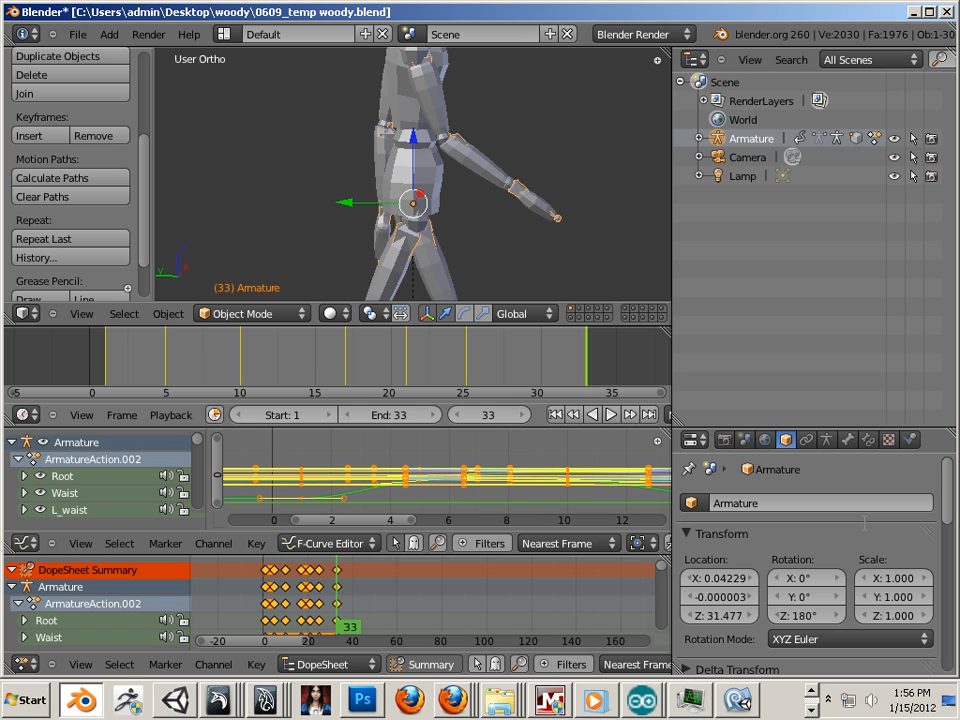 Blender* [C:\Users\admin\Desktop\woody\0609_temp woody.blend]
File Add Render Help Default Scene Blender Render blender.org 260 | Ve:2030 | Fa:1976 | Ob:1-30
Duplicate Objects
Delete
Join
Keyframes:
Insert Remove
Motion Paths:
Calculate Paths
Clear Paths
Repeat:
Repeat Last
History...
Grease Pencil:
Draw Line
User Ortho
z
y x
(33) Armature
View Select Object Object Mode Global
View Search All Scenes
Scene
RenderLayers
World
Armature
Camera
Lamp
-5 0 5 10 15 20 25 30 35
View Frame Playback Start: 1 End: 33 33
Armature
ArmatureAction.002
Root
Waist
L_waist
0 2 4 6 8 10 12
View Select Marker Channel Key F-Curve Editor Filters Nearest Frame
DopeSheet Summary
Armature
ArmatureAction.002
Root
Waist
33
-20 0 20 40 60 80 100 120 140 160
View Select Marker Channel Key DopeSheet Summary Filters Nearest Frame
Armature
Armature
Transform
Location: Rotation: Scale:
X: 0.04229 X: 0° X: 1.000
-0.000003 Y: 0° Y: 1.000
Z: 31.477 Z: 180° Z: 1.000
Rotation Mode: XYZ Euler
Delta Transform
Start
Ps
1:56 PM
1/15/2012